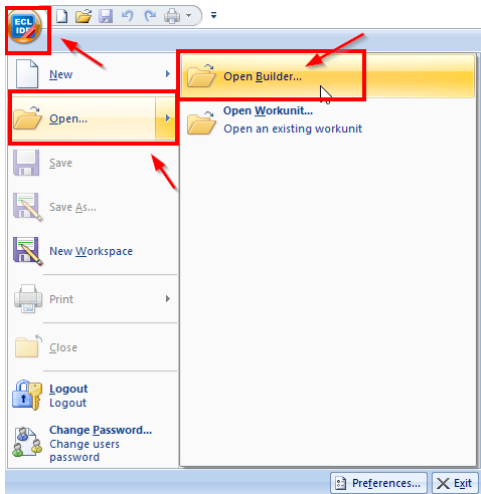 ECL
IDE
New
Open...
Save
Save As...
New Workspace
Print
Close
Logout
Logout
Change Password...
Change users
password
Open Builder...
Open Workunit...
Open an existing workunit
Preferences...
Exit